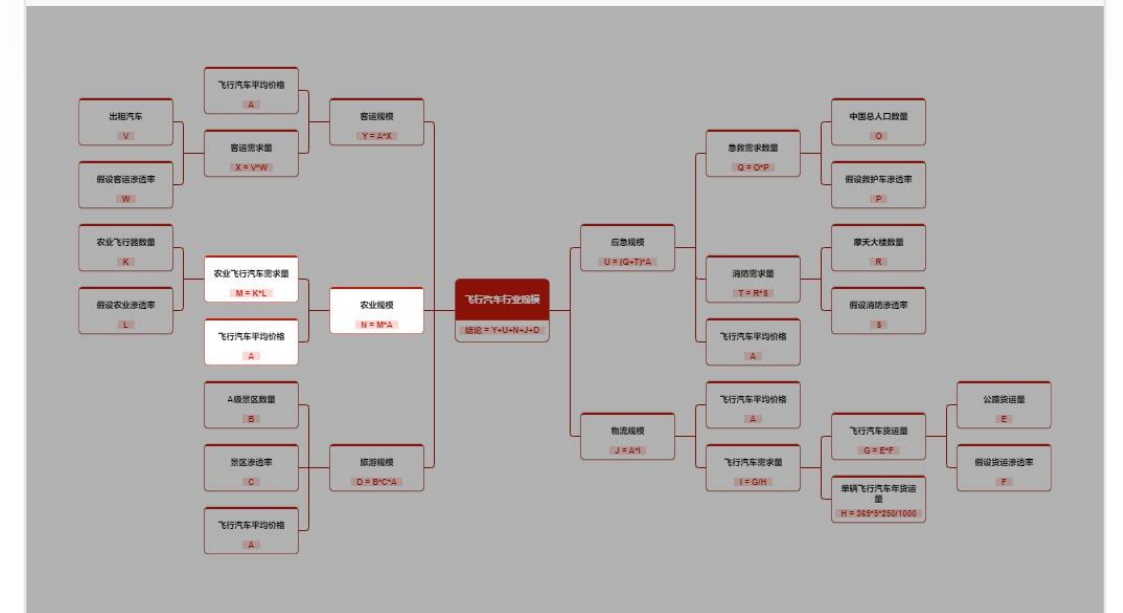 飞行汽车平均价格
A
出租汽车
V
客运规模
Y = A*X
客运需求量
X = V*W
假设客运渗透率
W
农业飞行器数量
K
农业飞行汽车需求量
M = K*L
假设农业渗透率
L
农业规模
N = M*A
飞行汽车平均价格
A
A级景区数量
B
景区渗透率
C
旅游规模
D = B*C*A
飞行汽车平均价格
A
飞行汽车行业规模
结论 = Y+U+N+J+D
中国总人口数量
O
急救需求数量
Q = O*P
假设救护车渗透率
P
应急规模
U = (Q+T)*A
摩天大楼数量
R
消防需求量
T = R*S
假设消防渗透率
S
飞行汽车平均价格
A
飞行汽车平均价格
A
物流规模
J = A*I
公路货运量
E
飞行汽车货运量
G = E*F
飞行汽车需求量
I = G/H
假设货运渗透率
F
单辆飞行汽车年货运
量
H = 365*5*250/1000